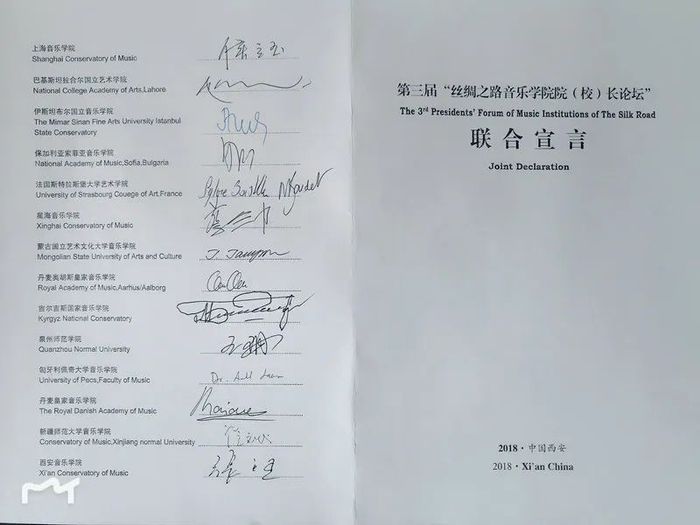 上海音乐学院
Shanghai Conservatory of Music
巴基斯坦拉合尔国立艺术学院
National College Academy of Arts,Lahore
伊斯坦布尔国立音乐学院
The Mimar Sinan Fine Arts University Istanbul
State Conservatory
保加利亚索菲亚音乐学院
National Academy of Music,Sofia,Bulgaria
法国斯特拉斯堡大学艺术学院
University of Strasbourg Couege of Art.France
星海音乐学院
Xinghai Conservatory of Music
蒙古国立艺术文化大学音乐学院
Mongolian State University of Arts and Culture
丹麦奥胡斯皇家音乐学院
Royal Academy of Music,Aarhus/Aalborg
吉尔吉斯国家音乐学院
Kyrgyz National Conservatory
泉州师范学院
Quanzhou Normal University
匈牙利佩奇大学音乐学院
University of Pecs,Faculty of Music
丹麦皇家音乐学院
The Royal Danish Academy of Music
新疆师范大学音乐学院
Conservatory of Music,Xinjiang normal University
西安音乐学院
Xi'an Conservatory of Music
第三届“丝绸之路音乐学院院（校）长论坛”
The 3rd Presidents' Forum of Music Institutions of The Silk Road
联合宣言
Joint Declaration
2018·中国西安
2018·Xi'an China